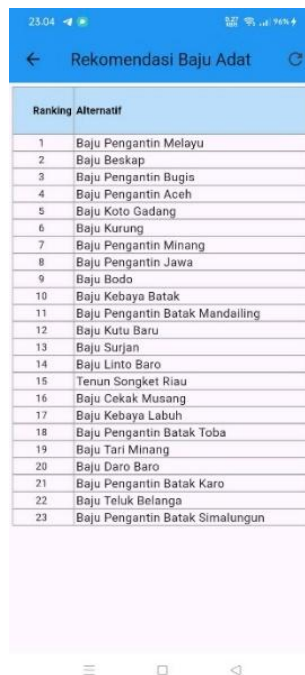 23.04
96%
Rekomendasi Baju Adat
Ranking Alternatif
1 Baju Pengantin Melayu
2 Baju Beskap
3 Baju Pengantin Bugis
4 Baju Pengantin Aceh
5 Baju Koto Gadang
6 Baju Kurung
7 Baju Pengantin Minang
8 Baju Pengantin Jawa
9 Baju Bodo
10 Baju Kebaya Batak
11 Baju Pengantin Batak Mandailing
12 Baju Kutu Baru
13 Baju Surjan
14 Baju Linto Baro
15 Tenun Songket Riau
16 Baju Cekak Musang
17 Baju Kebaya Labuh
18 Baju Pengantin Batak Toba
19 Baju Tari Minang
20 Baju Daro Baro
21 Baju Pengantin Batak Karo
22 Baju Teluk Belanga
23 Baju Pengantin Batak Simalungun